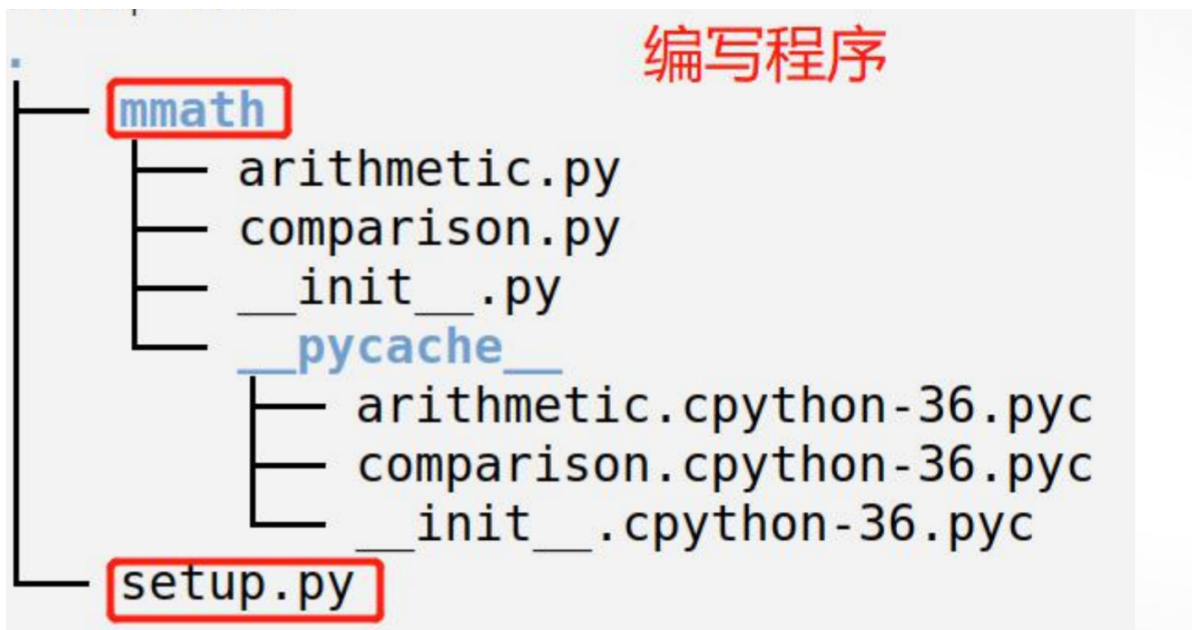 编写程序
.
mmath
arithmetic.py
comparison.py
__init__.py
__pycache__
arithmetic.cpython-36.pyc
comparison.cpython-36.pyc
__init__.cpython-36.pyc
setup.py